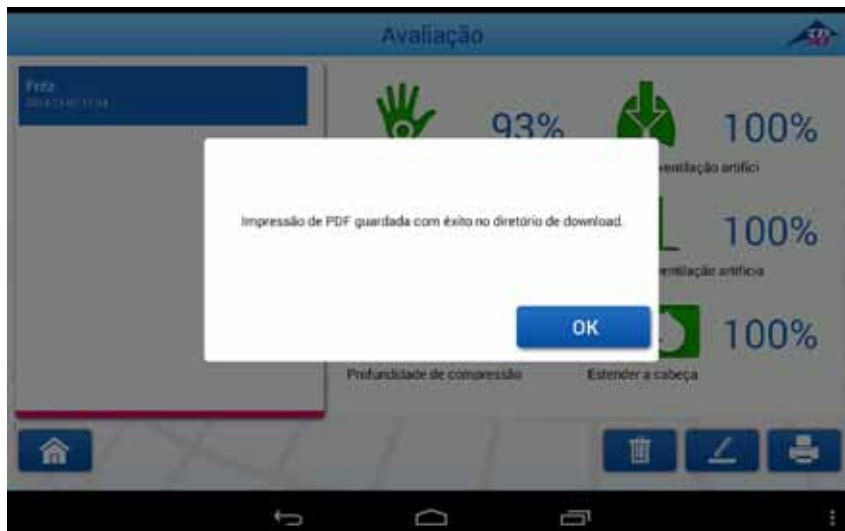 Avaliação
Fritz
93%
100%
ventilação artifici
Impressão de PDF guardada com éxito no diretório de download.
100%
ventilação artificia
OK
100%
Profundidade de compressão
Estender a cabeça